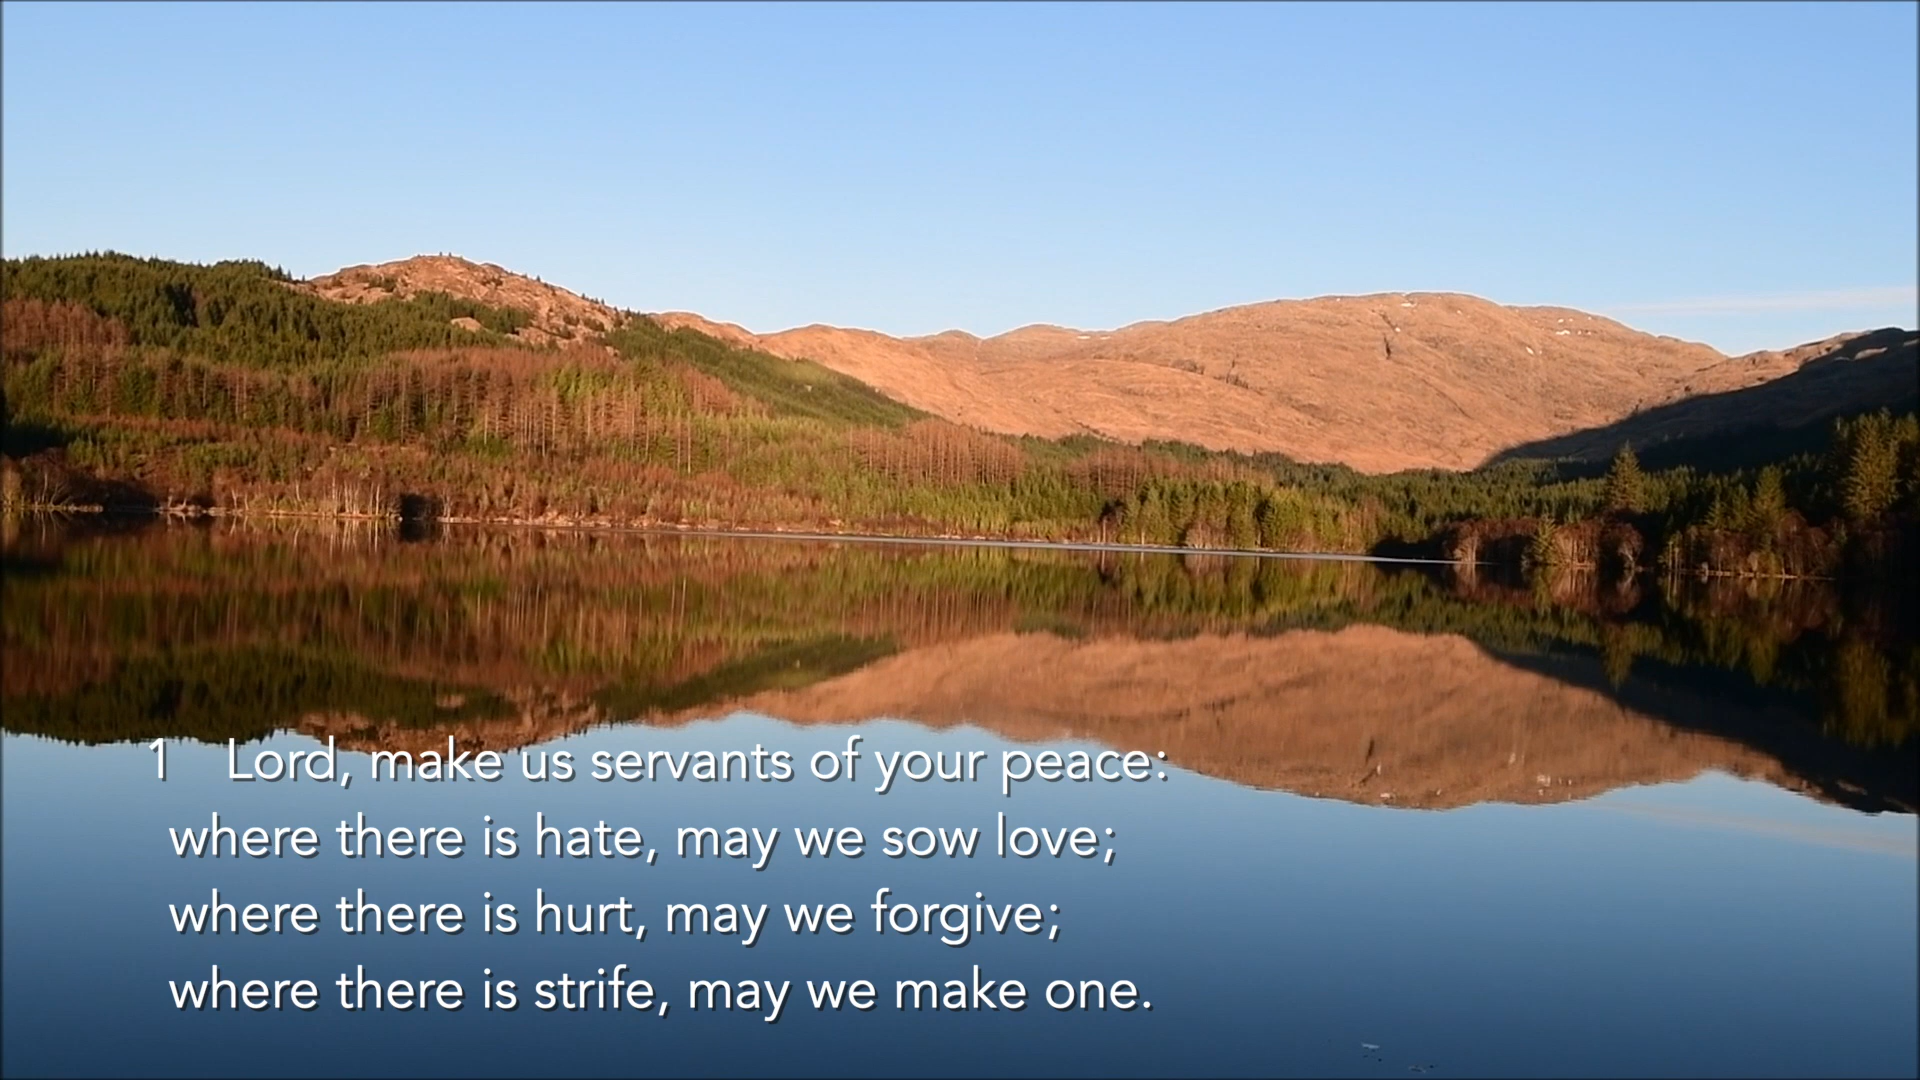 1 Lord, make us servants of your peace:
where there is hate, may we sow love;
where there is hurt, may we forgive;
where there is strife, may we make one.